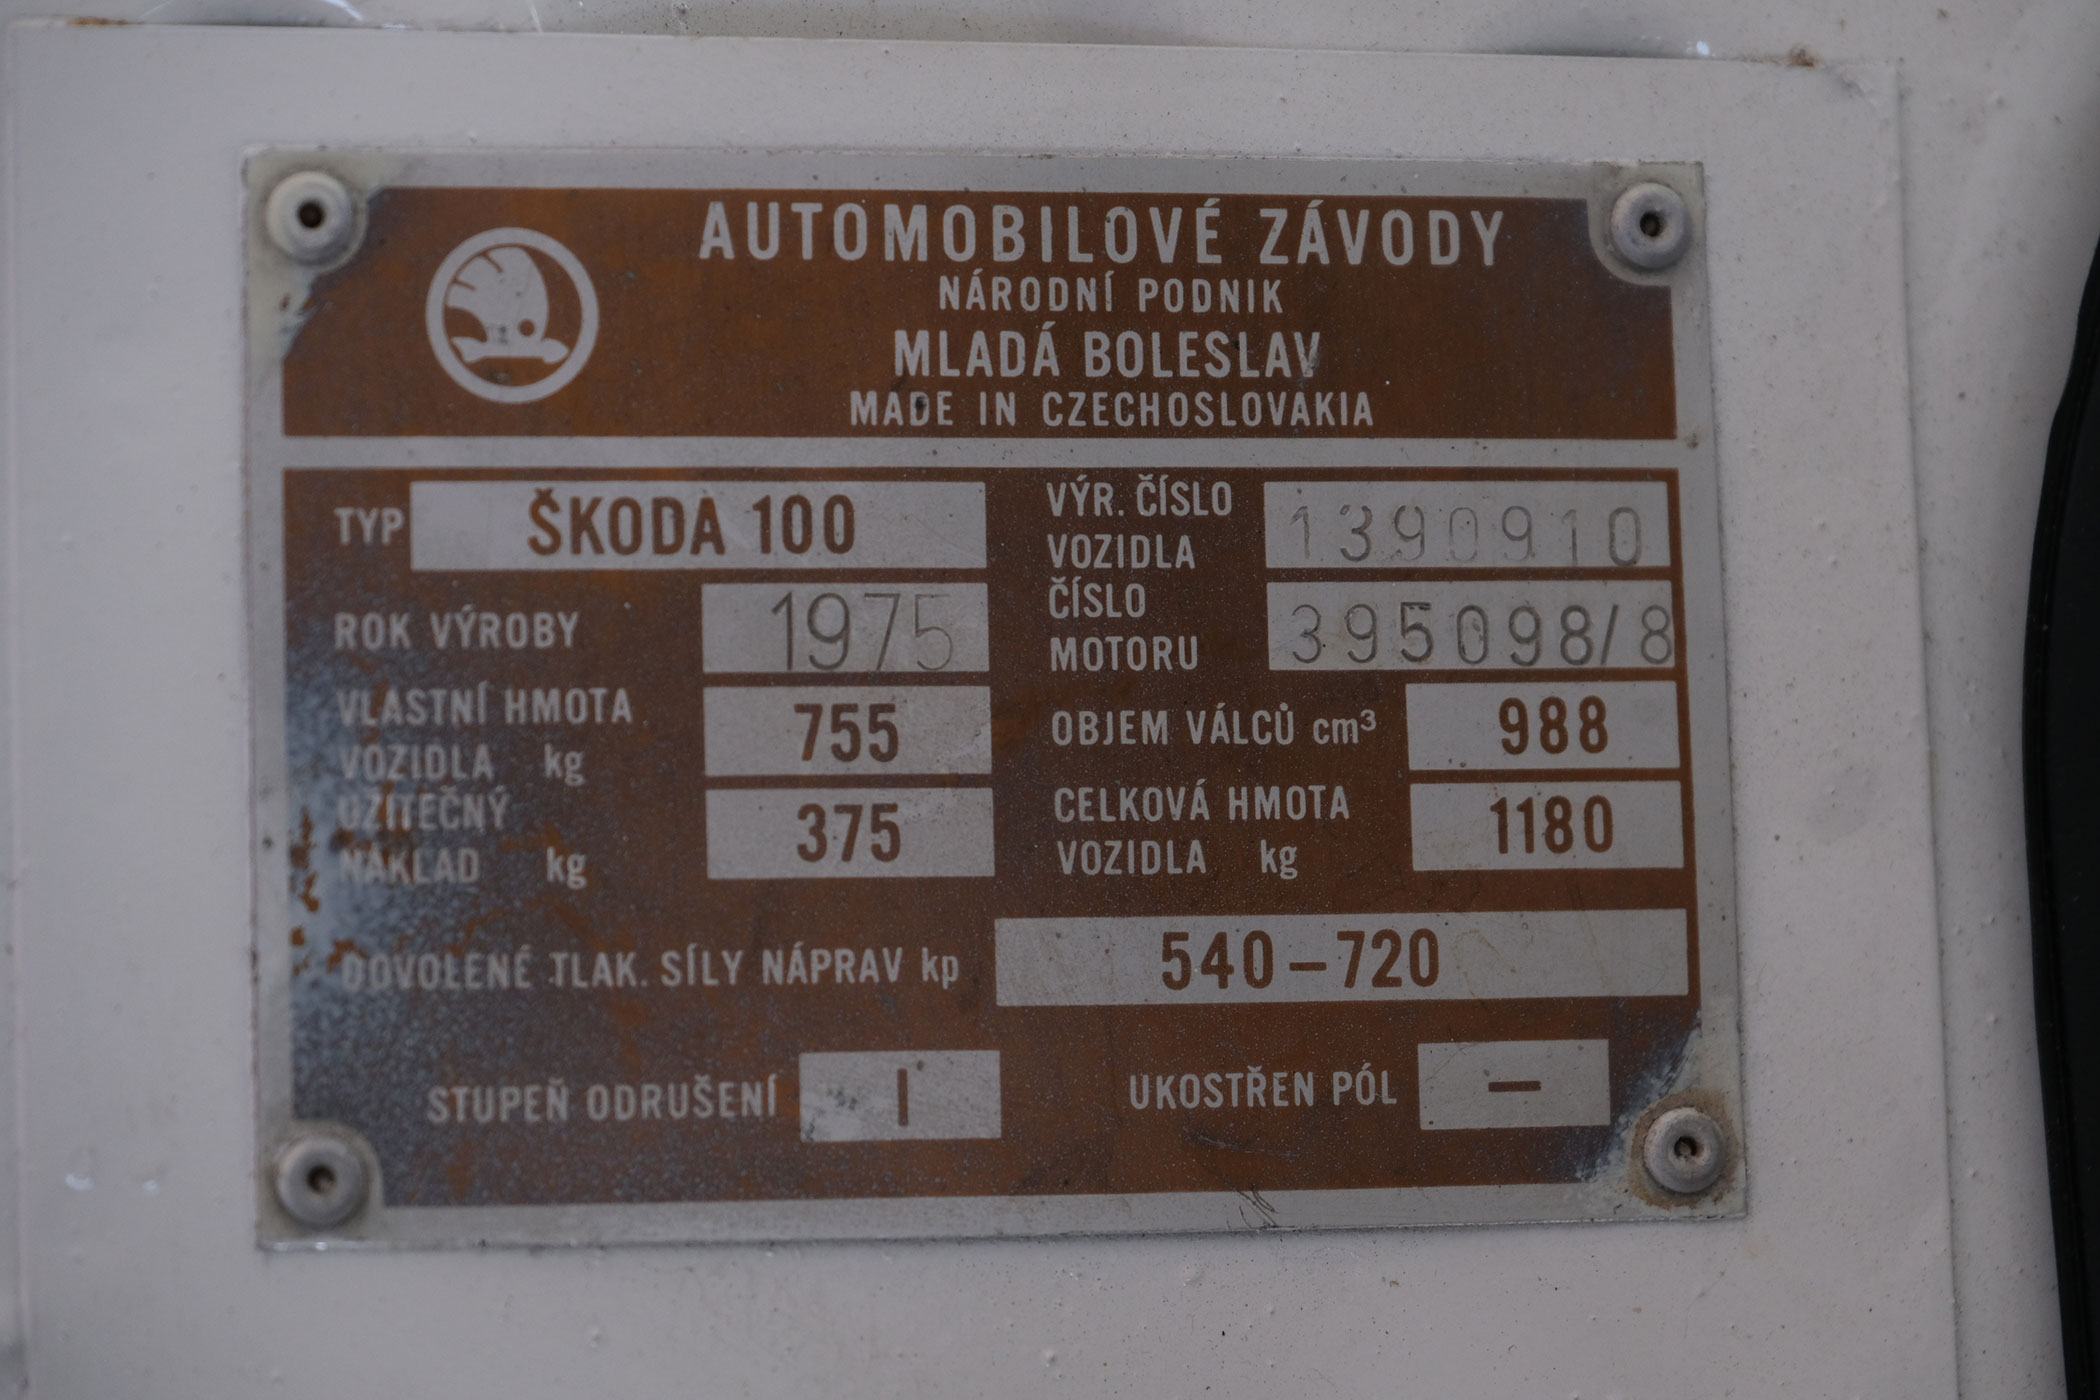 AUTOMOBILOVÉ ZÁVODY
NÁRODNÍ PODNIK
MLADÁ BOLESLAV
MADE IN CZECHOSLOVAKIA
TYP ŠKODA 100
VÝR. ČÍSLO
VOZIDLA 1390910
ROK VÝROBY 1975
ČÍSLO
MOTORU 395098/8
VLASTNÍ HMOTA
VOZIDLA kg 755
OBJEM VÁLCŮ cm³ 988
UŽITEČNÝ
NÁKLAD kg 375
CELKOVÁ HMOTA
VOZIDLA kg 1180
DOVOLENÉ TLAK. SÍLY NÁPRAV kp 540–720
STUPEŇ ODRUŠENÍ I
UKOSTŘEN PÓL –